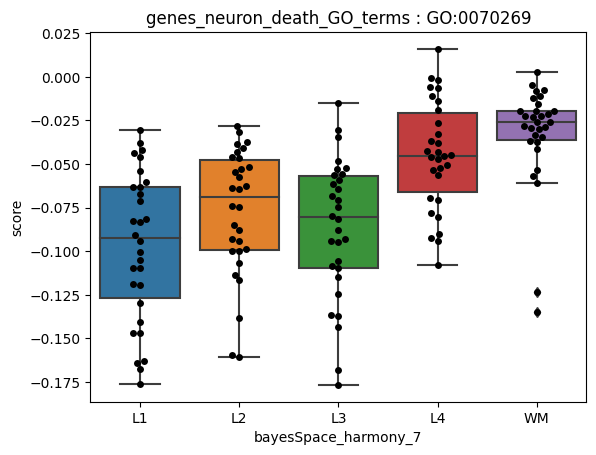 genes_neuron_death_GO_terms : GO:0070269
score
0.025
0.000
−0.025
−0.050
−0.075
−0.100
−0.125
−0.150
−0.175
L1 L2 L3 L4 WM
bayesSpace_harmony_7